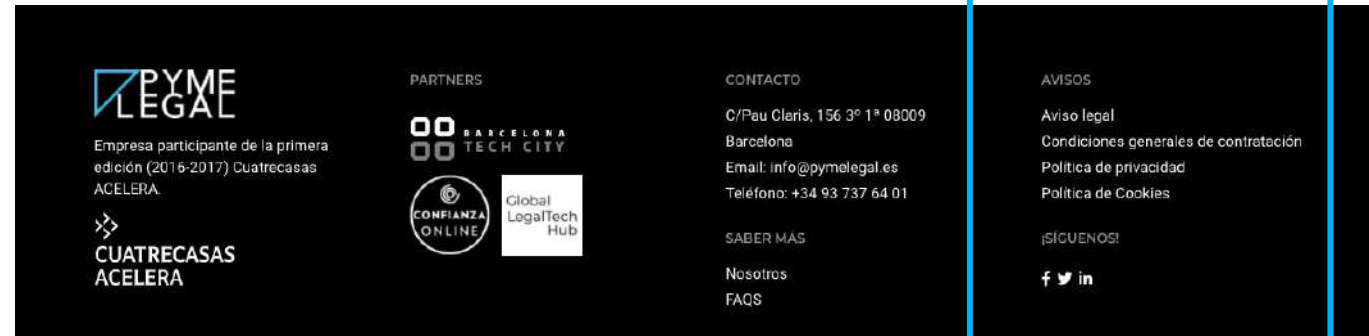 PYME
LEGAL
Empresa participante de la primera
edición (2016-2017) Cuatrecasas
ACELERA.
CUATRECASAS
ACELERA
PARTNERS
BARCELONA
TECH CITY
CONFIANZA
ONLINE
Global
LegalTech
Hub
CONTACTO
C/Pau Claris, 156 3º 1ª 08009
Barcelona
Email: info@pymelegal.es
Teléfono: +34 93 737 64 01
SABER MÁS
Nosotros
FAQS
AVISOS
Aviso legal
Condiciones generales de contratación
Política de privacidad
Política de Cookies
¡SÍGUENOS!